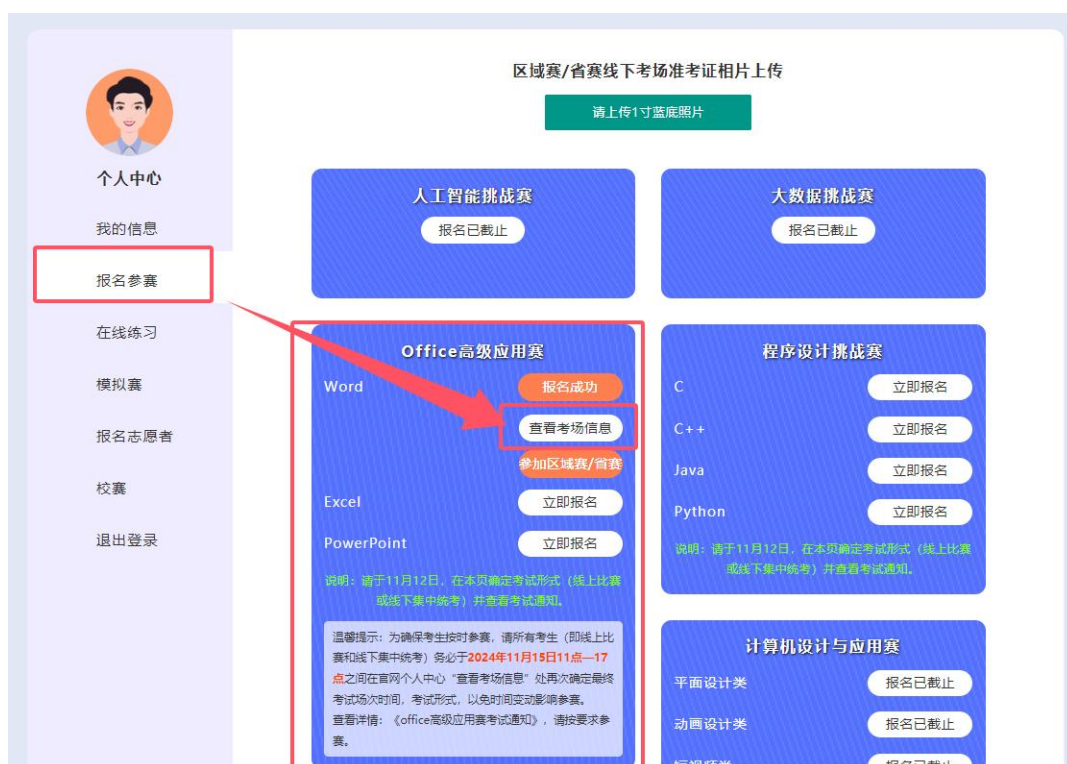 区域赛/省赛线下考场准考证相片上传
请上传1寸蓝底照片
个人中心
我的信息
报名参赛
在线练习
模拟赛
报名志愿者
校赛
退出登录
人工智能挑战赛
报名已截止
大数据挑战赛
报名已截止
Office高级应用赛
Word
报名成功
查看考场信息
参加区域赛/省赛
Excel
立即报名
PowerPoint
立即报名
说明：请于11月12日，在本页确定考试形式（线上比赛
或线下集中统考）并查看考试通知。
温馨提示：为确保考生按时参赛，请所有考生（即线上比
赛和线下集中统考）务必于2024年11月15日11点—17
点之间在官网个人中心“查看考场信息”处再次确定最终
考试场次时间，考试形式，以免时间变动影响参赛。
查看详情：《office高级应用赛考试通知》，请按要求参
赛。
程序设计挑战赛
C
立即报名
C++
立即报名
Java
立即报名
Python
立即报名
说明：请于11月12日，在本页确定考试形式（线上比赛
或线下集中统考）并查看考试通知。
计算机设计与应用赛
平面设计类
报名已截止
动画设计类
报名已截止
短视频类
报名已截止